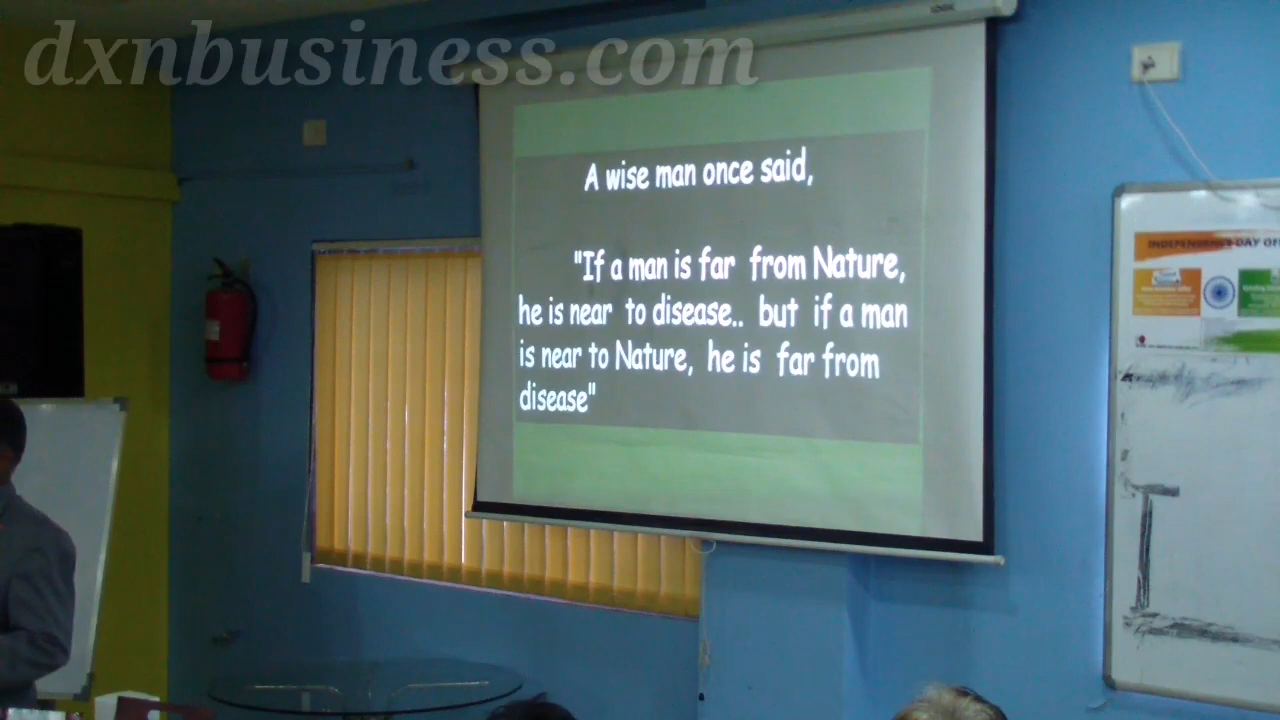 dxnbusiness.com
A wise man once said,
"If a man is far from Nature,
he is near to disease.. but if a man
is near to Nature, he is far from
disease"
INDEPENDENCE DAY